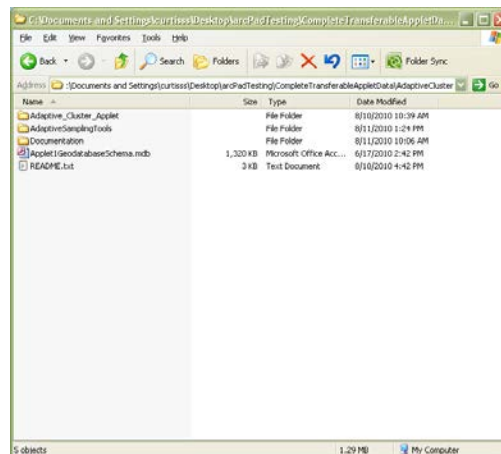 C:\Documents and Settings\curtisss\Desktop\arcPadTesting\CompleteTransferableAppletDa...
File Edit View Favorites Tools Help
Back Search Folders Folder Sync
Address :\Documents and Settings\curtisss\Desktop\arcPadTesting\CompleteTransferableAppletData\AdaptiveCluster Go
Name Size Type Date Modified
Adaptive_Cluster_Applet File Folder 8/10/2010 10:39 AM
AdaptiveSamplingTools File Folder 8/11/2010 1:24 PM
Documentation File Folder 8/11/2010 10:06 AM
Applet1GeodatabaseSchema.mdb 1,320 KB Microsoft Office Acc... 6/17/2010 2:42 PM
README.txt 3 KB Text Document 8/10/2010 4:42 PM
5 objects 1.29 MB My Computer